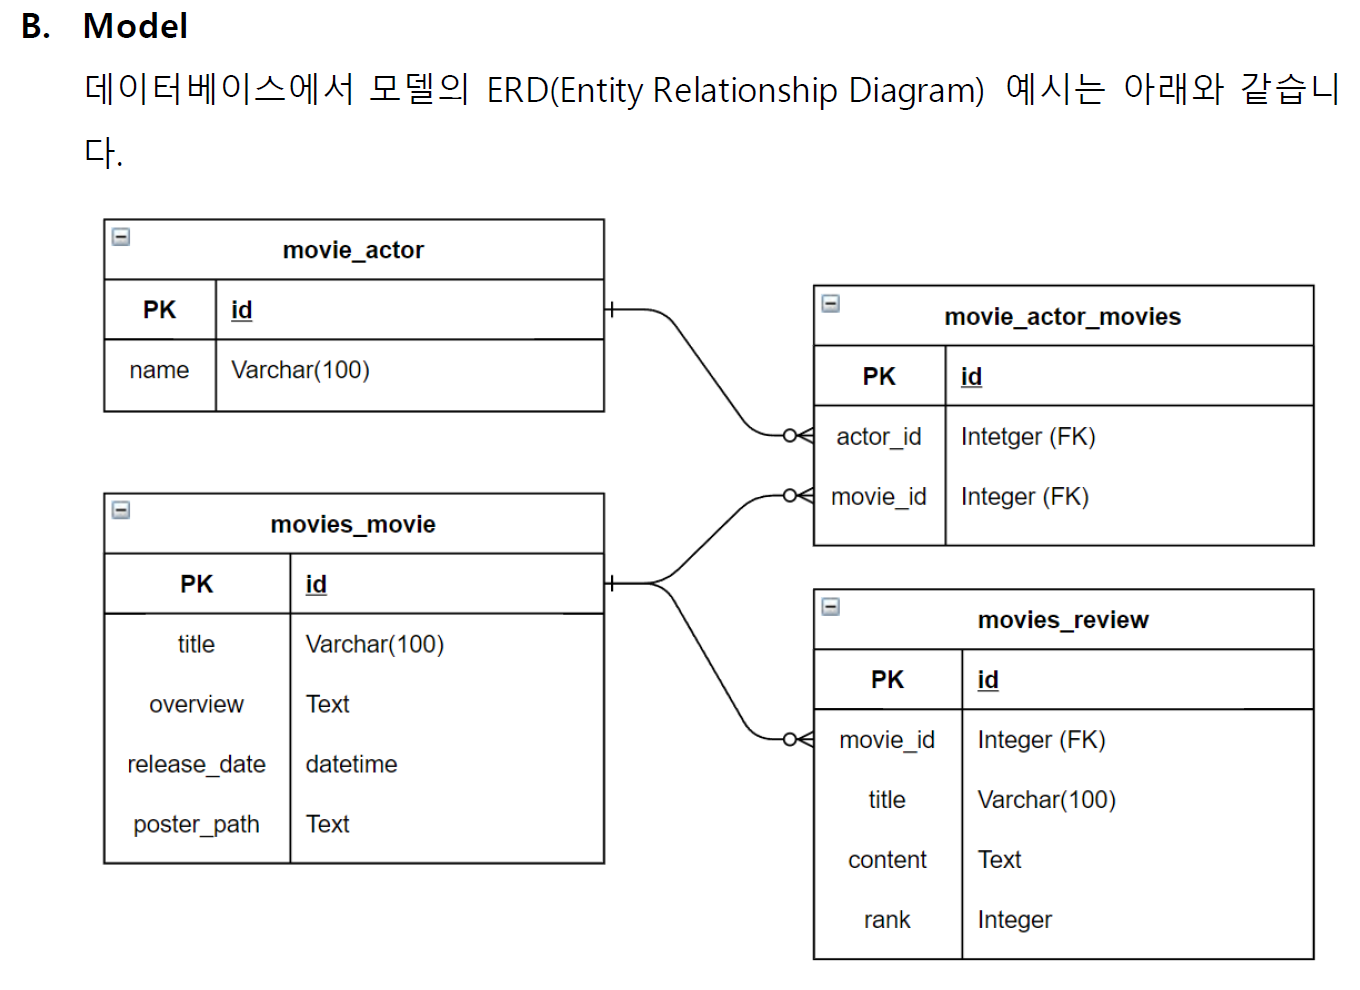 B. Model
데이터베이스에서 모델의 ERD(Entity Relationship Diagram) 예시는 아래와 같습니
다.
movie_actor
PK id
name Varchar(100)
movie_actor_movies
PK id
actor_id Intetger (FK)
movie_id Integer (FK)
movies_movie
PK id
title Varchar(100)
overview Text
release_date datetime
poster_path Text
movies_review
PK id
movie_id Integer (FK)
title Varchar(100)
content Text
rank Integer